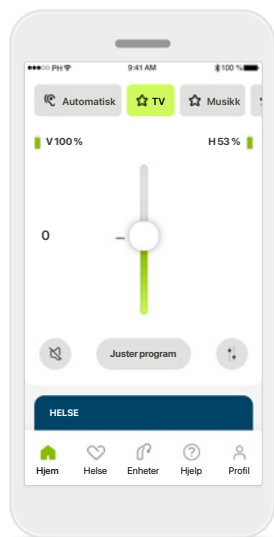 PH 9:41 AM 100 %
Automatisk TV Musikk
V 100 % H 53 %
0
Juster program
HELSE
Hjem Helse Enheter Hjelp Profil